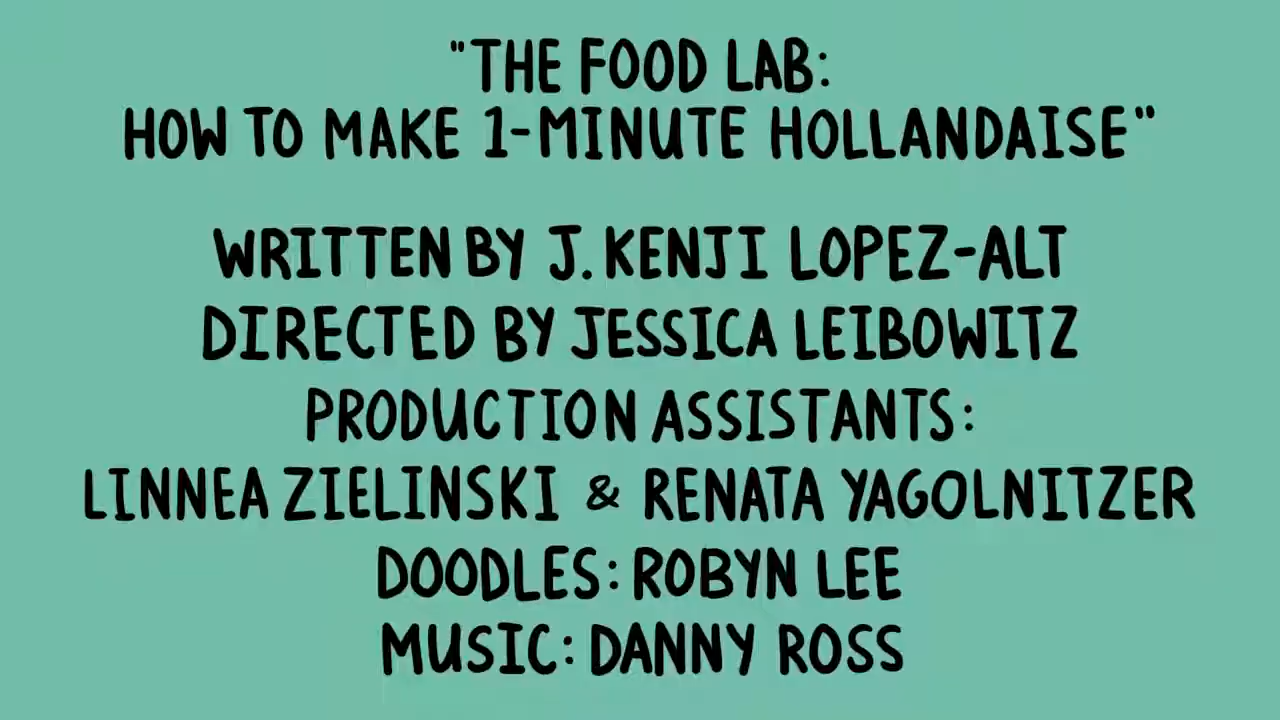 "THE FOOD LAB:
HOW TO MAKE 1-MINUTE HOLLANDAISE"
WRITTEN BY J. KENJI LOPEZ-ALT
DIRECTED BY JESSICA LEIBOWITZ
PRODUCTION ASSISTANTS:
LINNEA ZIELINSKI & RENATA YAGOLNITZER
DOODLES: ROBYN LEE
MUSIC: DANNY ROSS